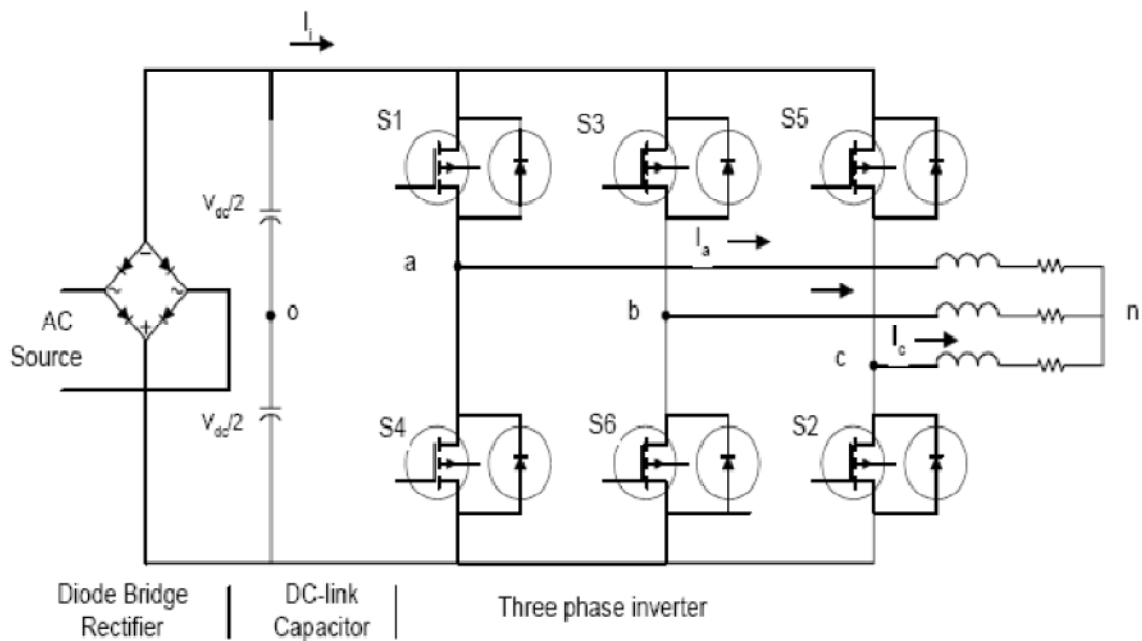 I_i
S1
S3
S5
V_dc/2
I_a
a
−
~ ~
AC
Source
o
b
n
+
I_c
c
V_dc/2
S4
S6
S2
Diode Bridge
Rectifier
DC-link
Capacitor
Three phase inverter